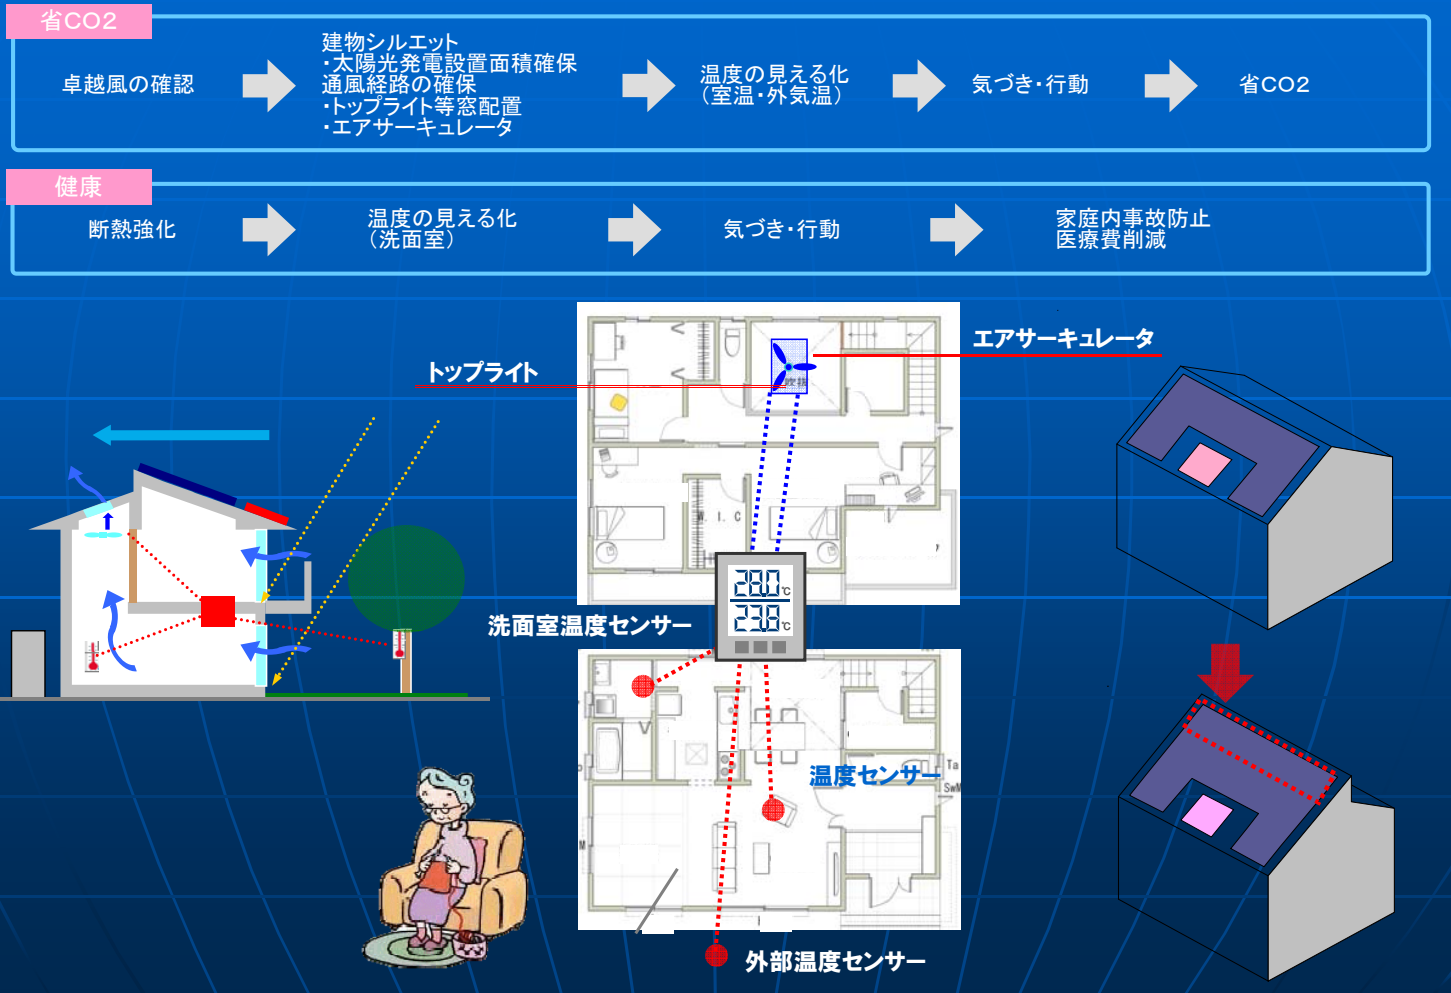 省CO2
卓越風の確認
建物シルエット
・太陽光発電設置面積確保
通風経路の確保
・トップライト等窓配置
・エアサーキュレータ
温度の見える化
（室温・外気温）
気づき・行動
省CO2
健康
断熱強化
温度の見える化
（洗面室）
気づき・行動
家庭内事故防止
医療費削減
エアサーキュレータ
トップライト
吹抜
W．I．C
28.0℃
23.8℃
洗面室温度センサー
温度センサー
Ta
SwM
外部温度センサー